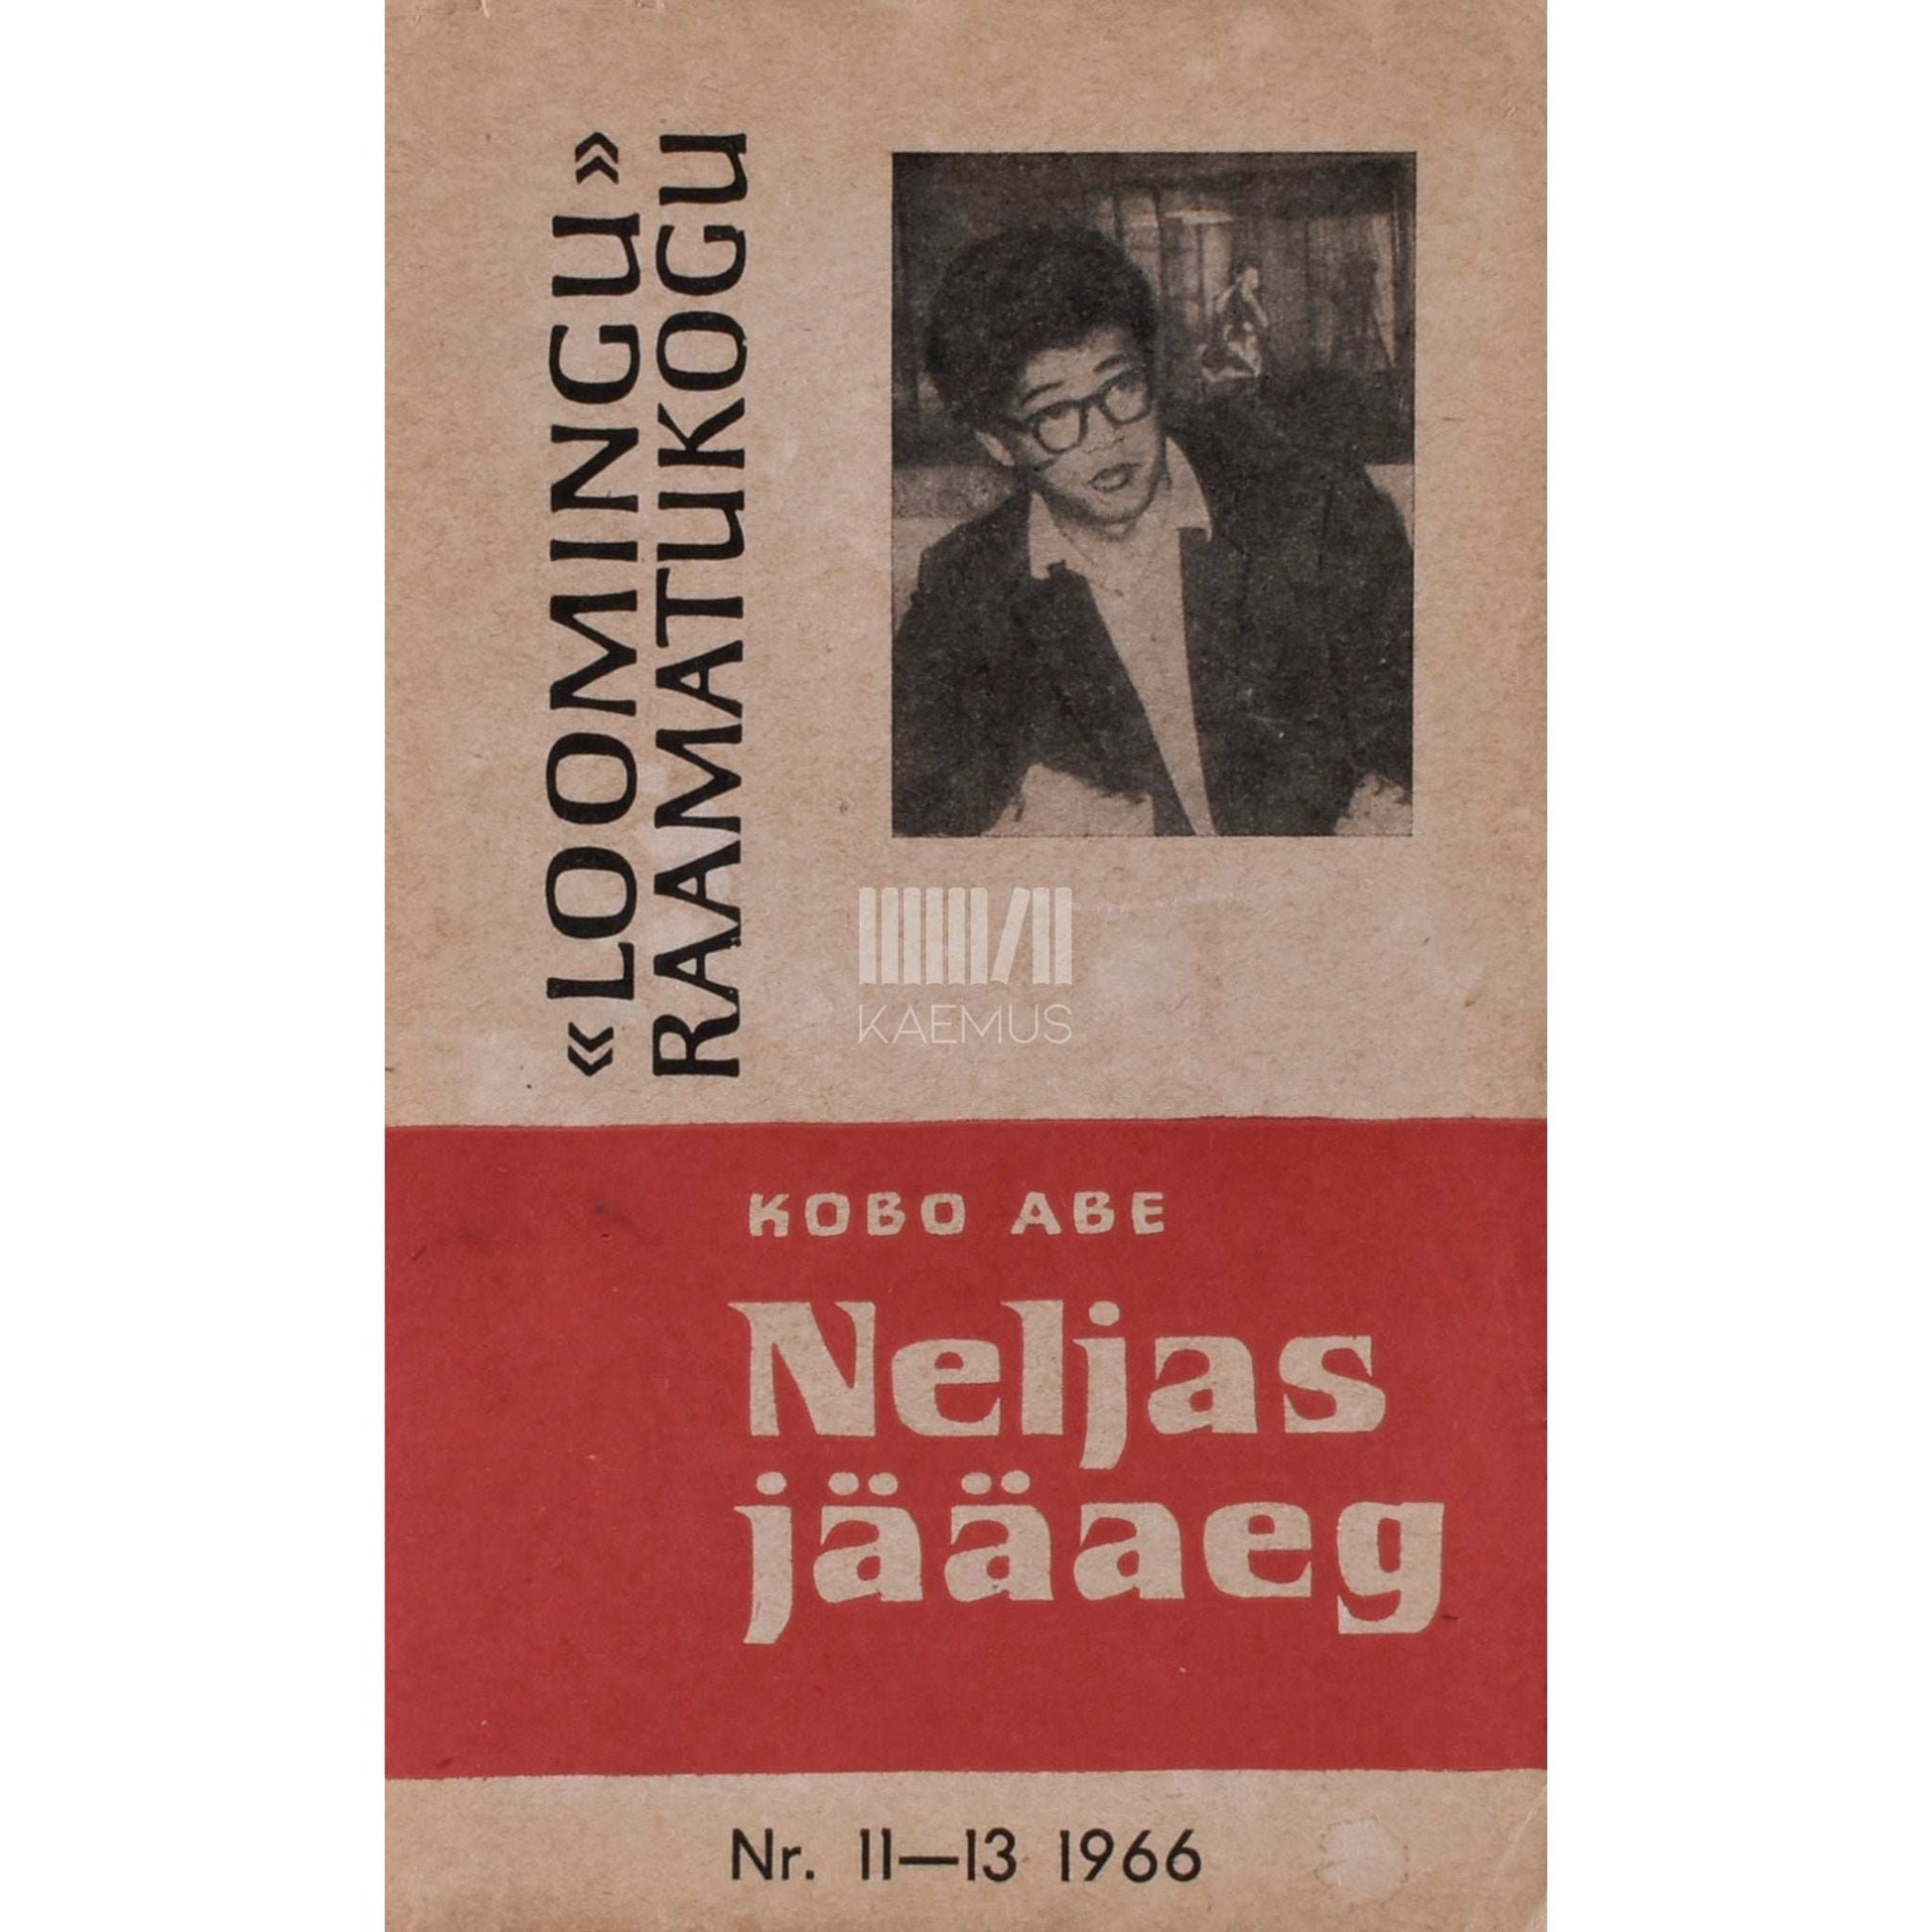 «LOOMINGU»
RAAMATUKOGU
KAEMUS
KOBO ABE
Neljas
jääaeg
Nr. 11—13 1966